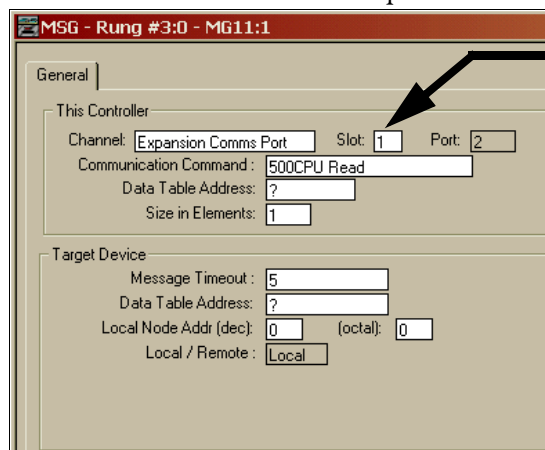 MSG - Rung #3:0 - MG11:1
General
This Controller
Channel: Expansion Comms Port Slot: 1 Port: 2
Communication Command : 500CPU Read
Data Table Address: ?
Size in Elements: 1
Target Device
Message Timeout : 5
Data Table Address: ?
Local Node Addr (dec): 0 (octal): 0
Local / Remote : Local